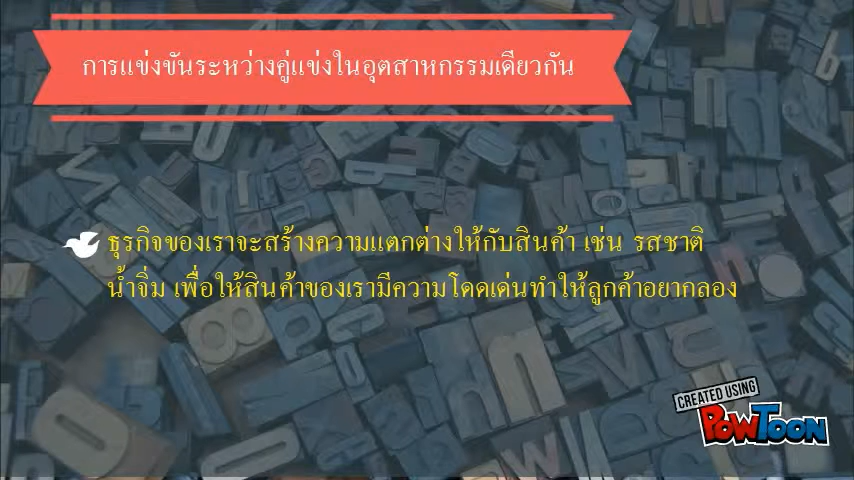 การแข่งขันระหว่างคู่แข่งในอุตสาหกรรมเดียวกัน
ธุรกิจของเราจะสร้างความแตกต่างให้กับสินค้า เช่น รสชาติ
น้ำจิ่ม เพื่อให้สินค้าของเรามีความโดดเด่นทำให้ลูกค้าอยากลอง
CREATED USING
POWTOON